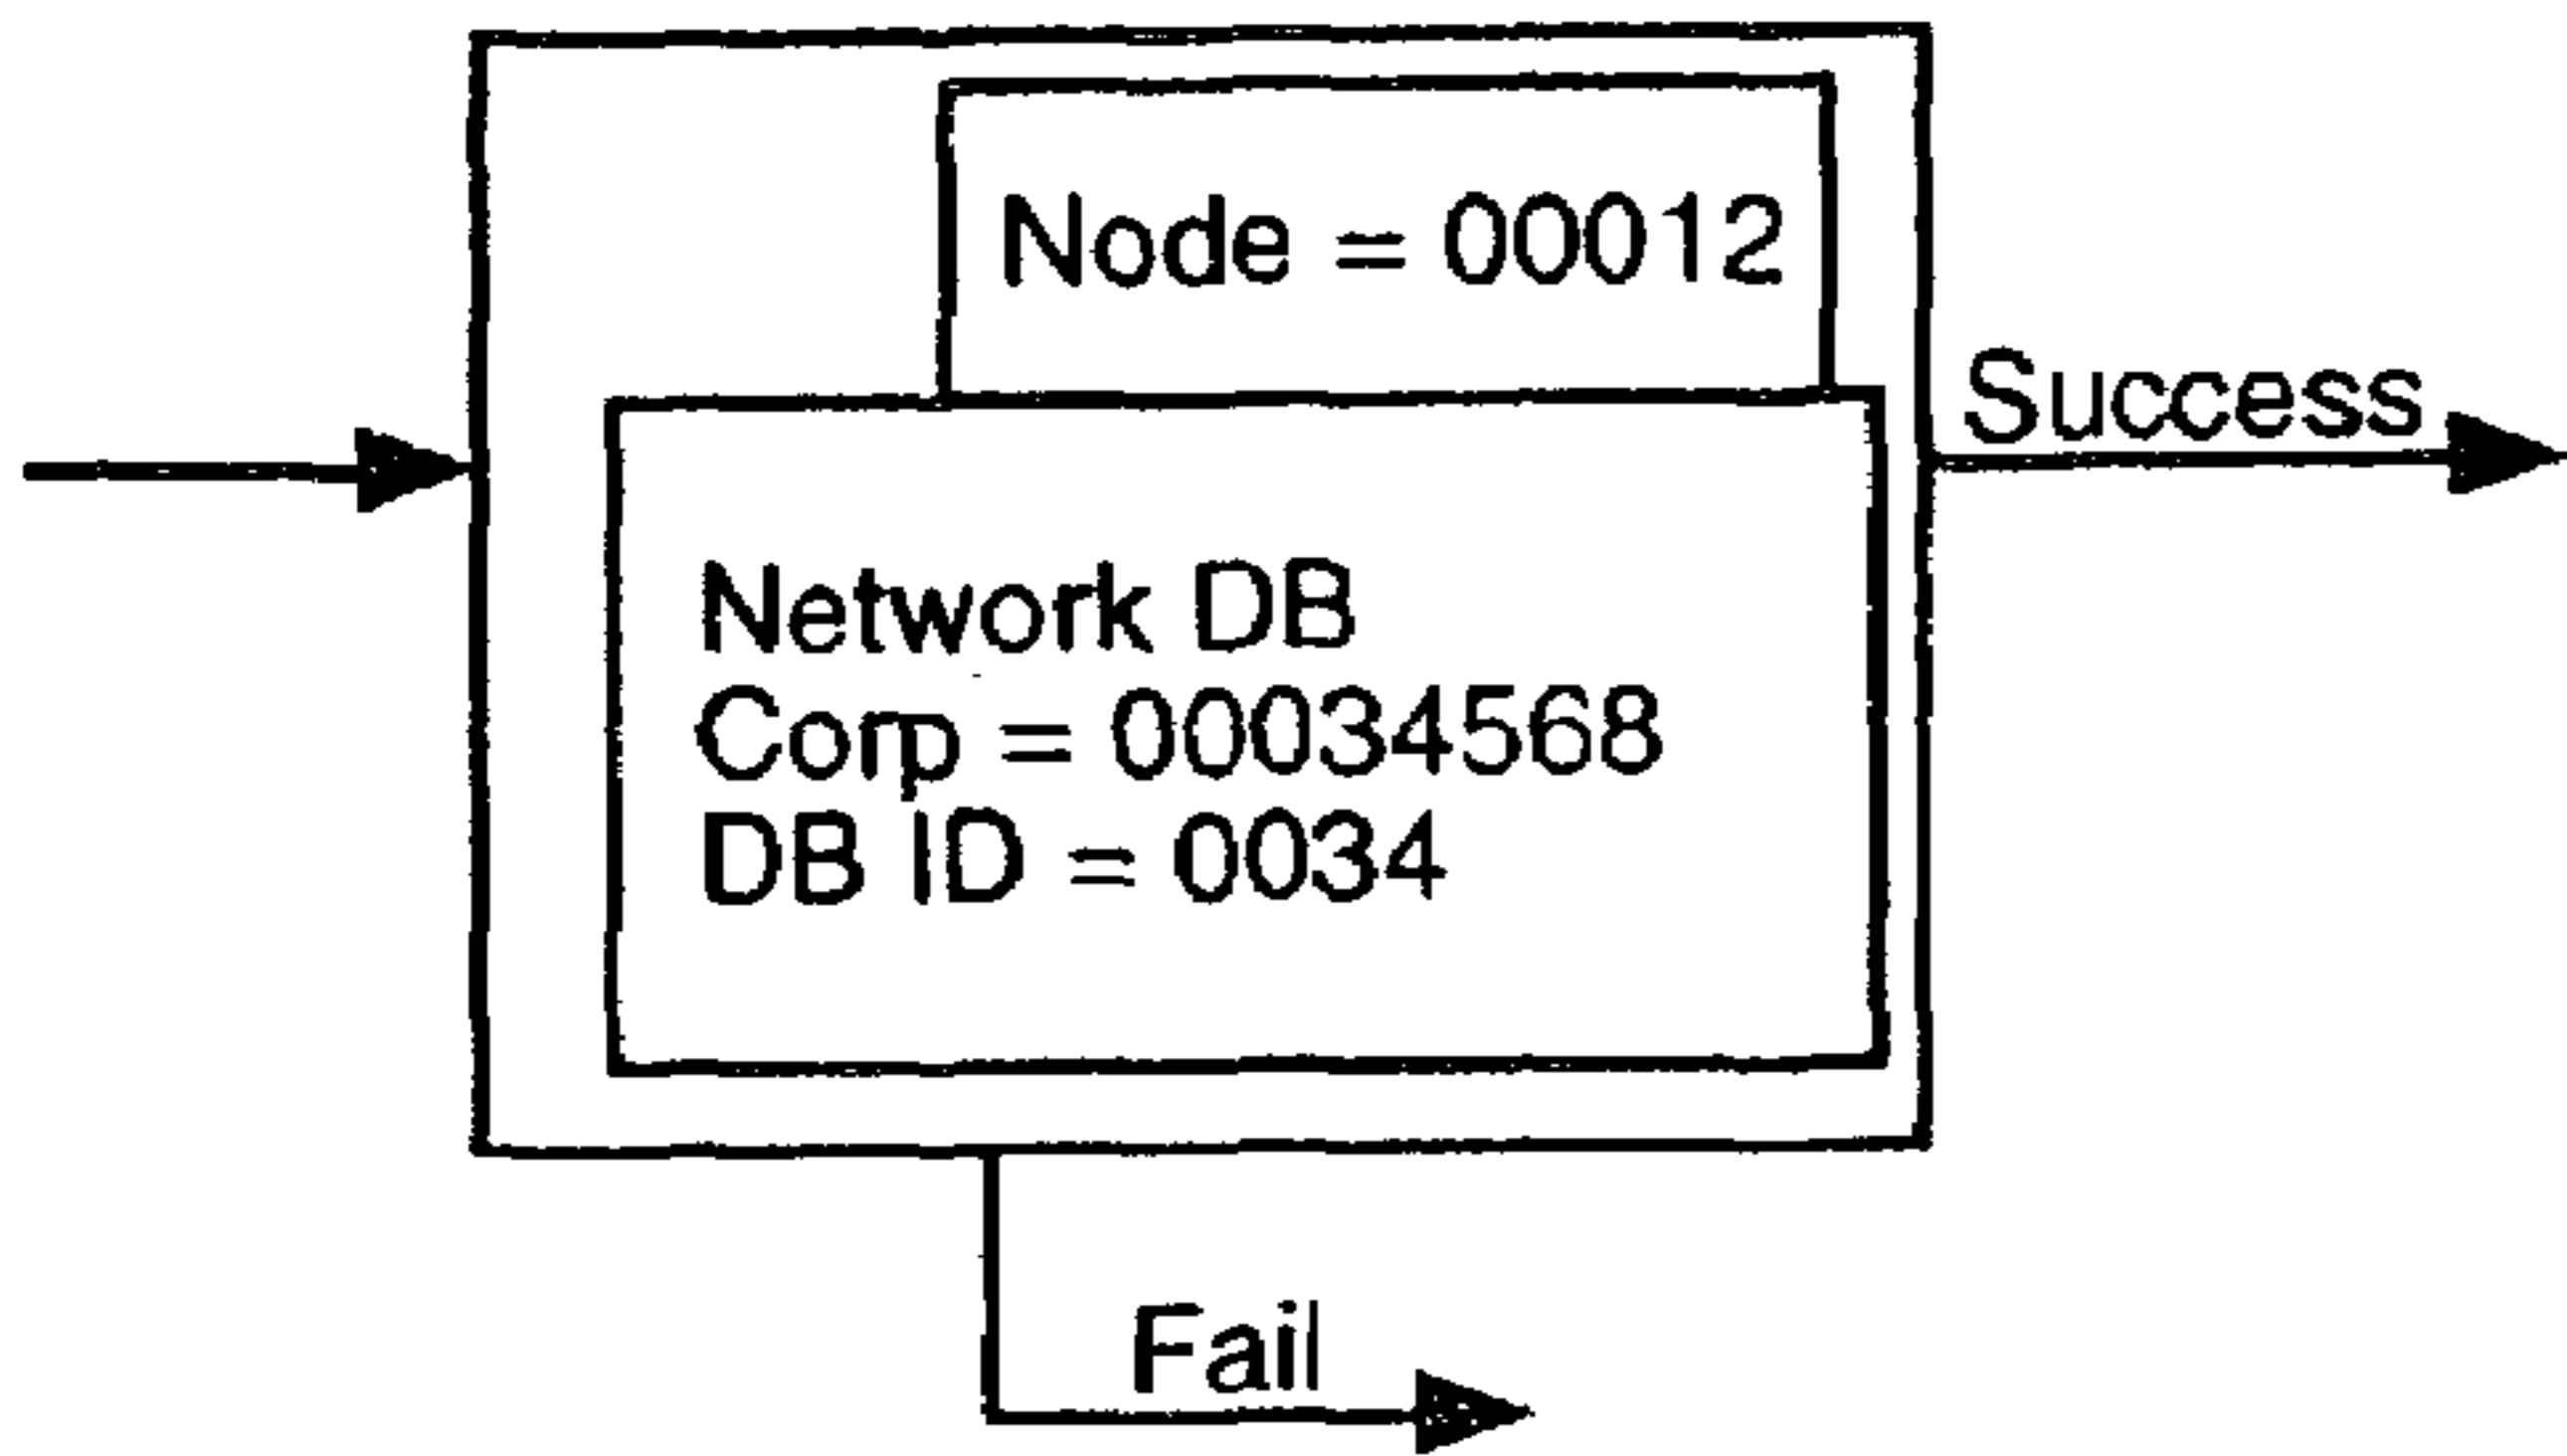 Node = 00012
Success
Network DB
Corp = 00034568
DB ID = 0034
Fail